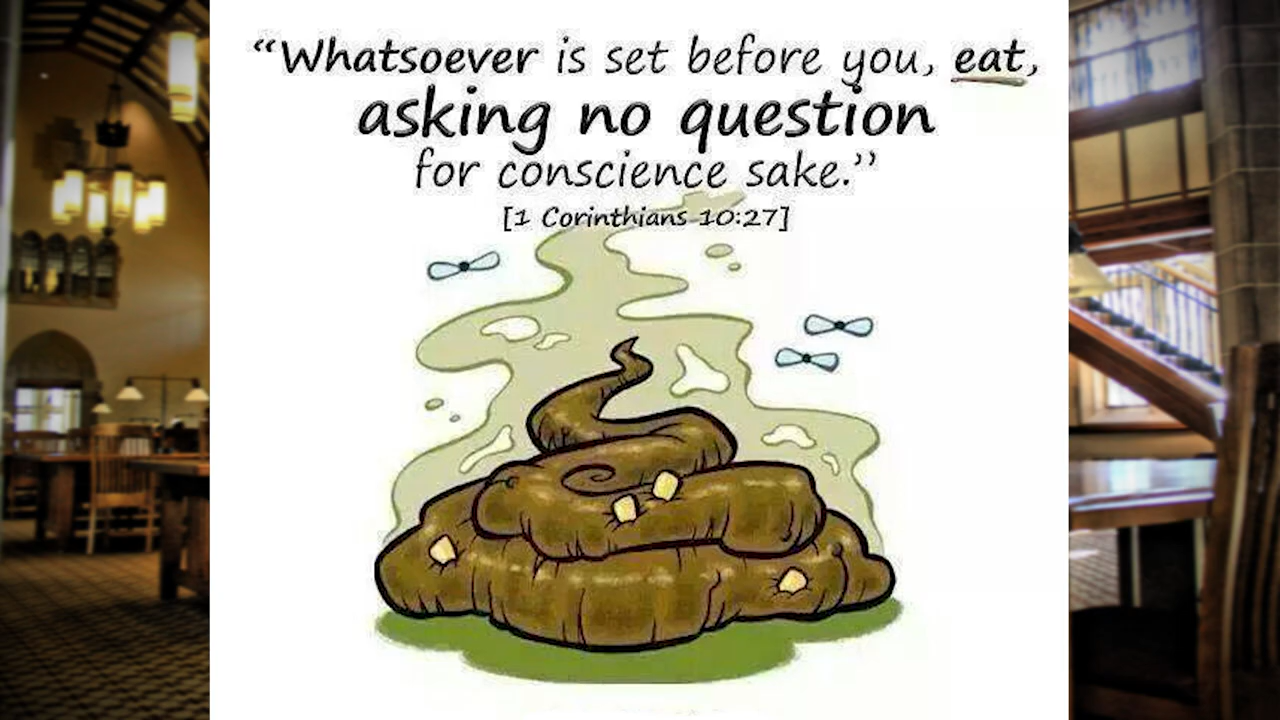 “Whatsoever is set before you, eat,
asking no question
for conscience sake.”
[1 Corinthians 10:27]